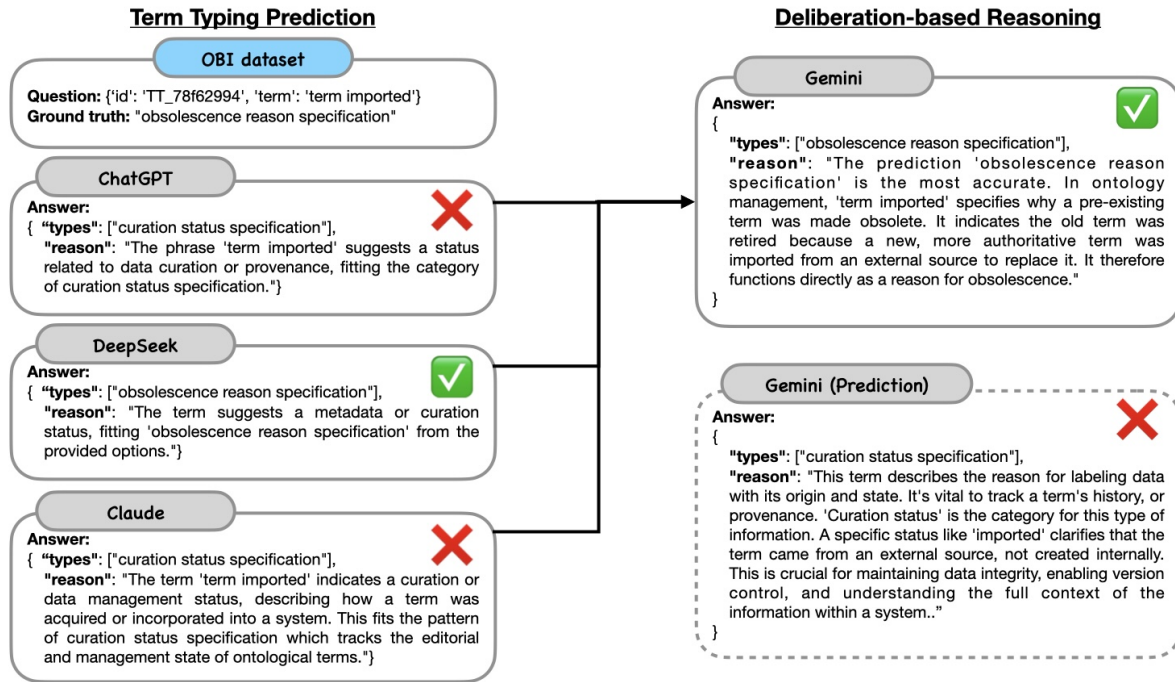 Term Typing Prediction
OBI dataset
Question: {'id': 'TT_78f62994', 'term': 'term imported'}
Ground truth: "obsolescence reason specification"
ChatGPT
Answer:
{ “types": ["curation status specification"],
"reason": "The phrase 'term imported' suggests a status
related to data curation or provenance, fitting the category
of curation status specification."}
DeepSeek
Answer:
{ “types": ["obsolescence reason specification"],
"reason": "The term suggests a metadata or curation
status, fitting 'obsolescence reason specification' from the
provided options."}
Claude
Answer:
{ “types": ["curation status specification"],
"reason": "The term 'term imported' indicates a curation or
data management status, describing how a term was
acquired or incorporated into a system. This fits the pattern
of curation status specification which tracks the editorial
and management state of ontological terms."}
Deliberation-based Reasoning
Gemini
Answer:
{
"types": ["obsolescence reason specification"],
"reason": "The prediction 'obsolescence reason
specification' is the most accurate. In ontology
management, 'term imported' specifies why a pre-existing
term was made obsolete. It indicates the old term was
retired because a new, more authoritative term was
imported from an external source to replace it. It therefore
functions directly as a reason for obsolescence."
}
Gemini (Prediction)
Answer:
{
"types": ["curation status specification"],
"reason": "This term describes the reason for labeling data
with its origin and state. It's vital to track a term's history, or
provenance. 'Curation status' is the category for this type of
information. A specific status like 'imported' clarifies that the
term came from an external source, not created internally.
This is crucial for maintaining data integrity, enabling version
control, and understanding the full context of the
information within a system..”
}